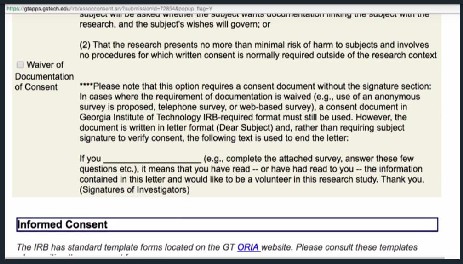 subject will be asked whether the subject wants documentation linking the subject with the
research, and the subject's wishes will govern; or
(2) That the research presents no more than minimal risk of harm to subjects and involves
no procedures for which written consent is normally required outside of the research context
Waiver of
Documentation
of Consent
****Please note that this option requires a consent document without the signature section:
In cases where the requirement of documentation is waived (e.g., use of an anonymous
survey is proposed, telephone survey, or web-based survey), a consent document in
Georgia Institute of Technology IRB-required format must still be used. However, the
document is written in letter format (Dear Subject) and, rather than requiring subject
signature to verify consent, the following text is used to end the letter:
If you ____________________ (e.g., complete the attached survey, answer these few
questions etc.), it means that you have read -- or have had read to you -- the information
contained in this letter and would like to be a volunteer in this research study. Thank you.
(Signatures of Investigators)
Informed Consent
The IRB has standard template forms located on the GT ORIA website. Please consult these templates